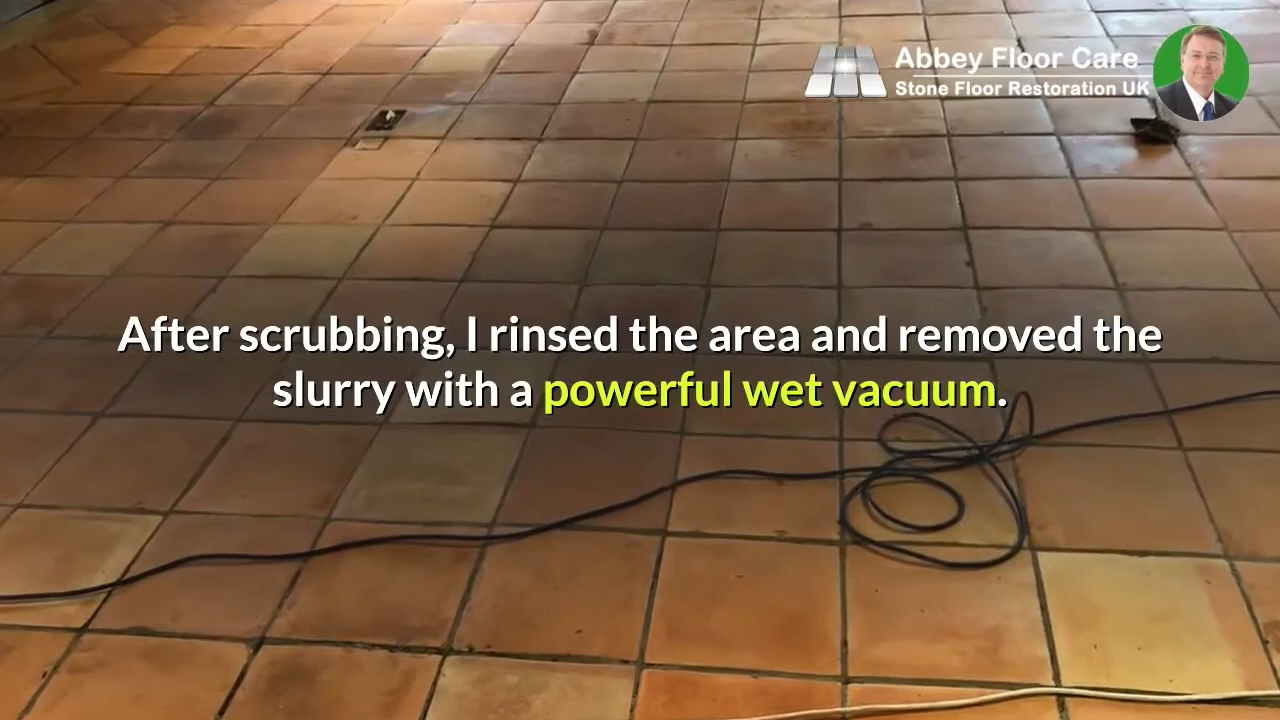 Abbey Floor Care
Stone Floor Restoration UK
After scrubbing, I rinsed the area and removed the
slurry with a powerful wet vacuum.